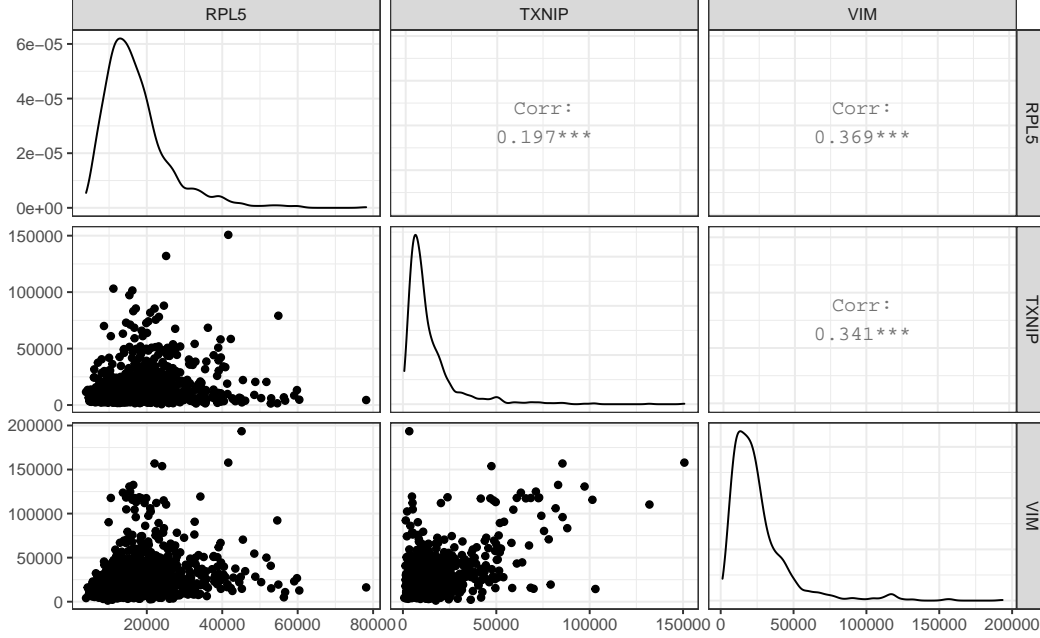 RPL5 TXNIP VIM
6e−05
4e−05
2e−05
0e+00
Corr:
0.197***
Corr:
0.369***
RPL5
150000
100000
50000
0
Corr:
0.341***
TXNIP
200000
150000
100000
50000
0
VIM
20000 40000 60000 80000 0 50000 100000 150000 0 50000 100000 150000 200000